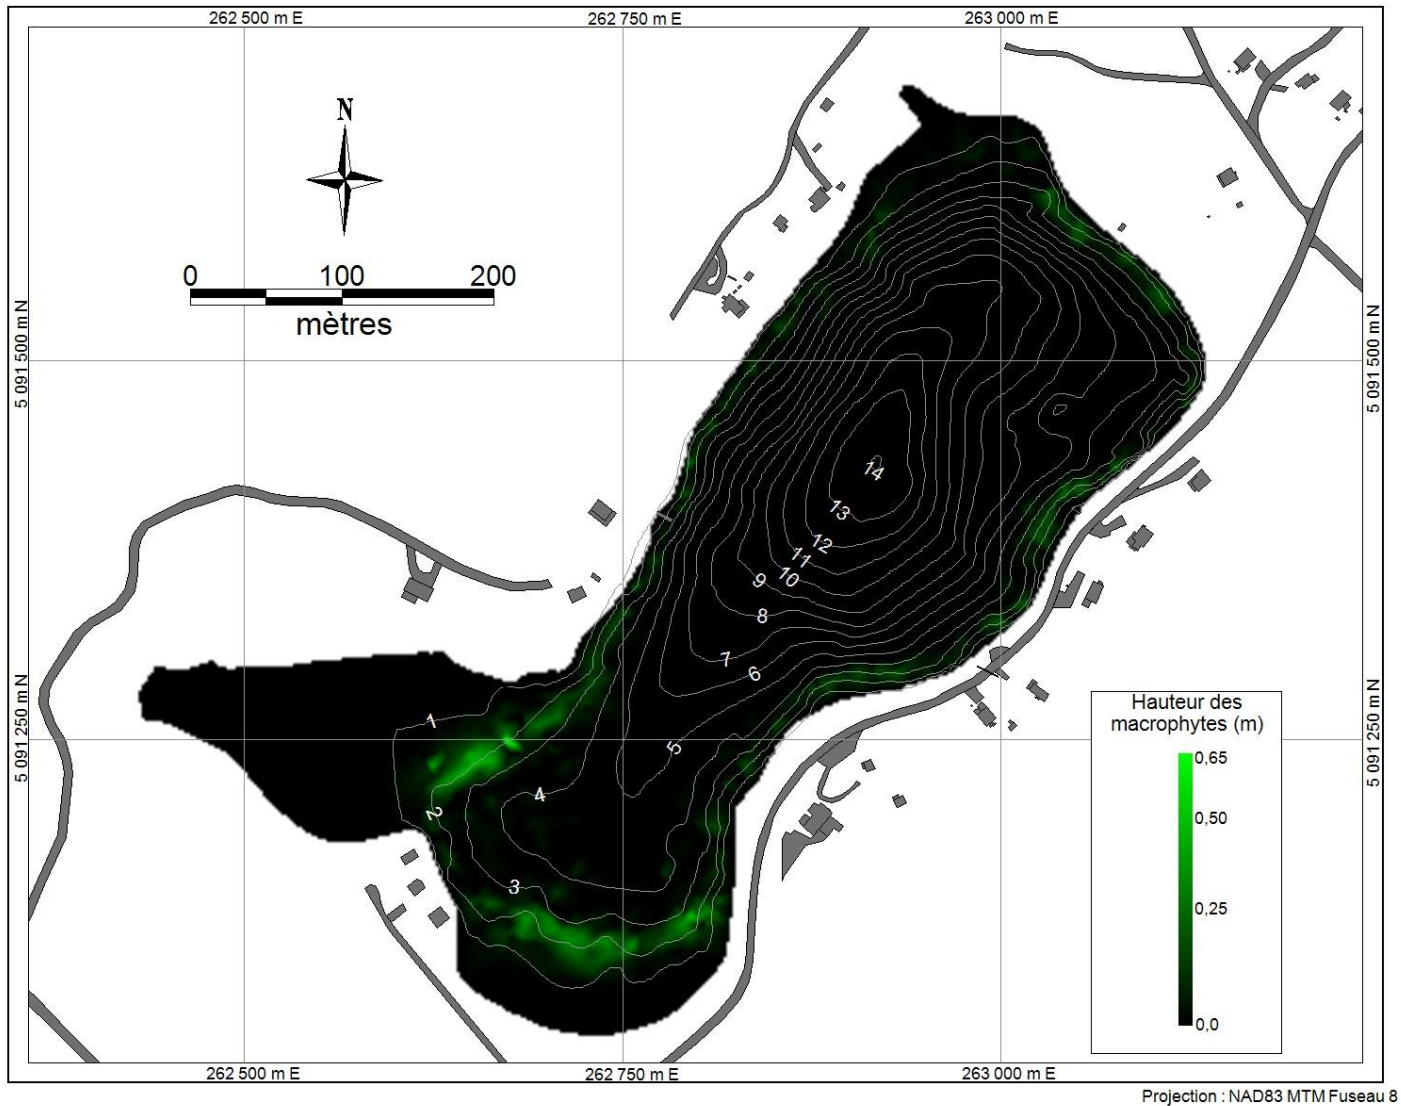 262 500 m E
262 750 m E
263 000 m E
N
0
100
200
mètres
5 091 500 m N
5 091 500 m N
14
13
12
11
10
9
8
7
6
5
4
3
2
1
5 091 250 m N
5 091 250 m N
Hauteur des
macrophytes (m)
0,65
0,50
0,25
0,0
262 500 m E
262 750 m E
263 000 m E
Projection : NAD83 MTM Fuseau 8